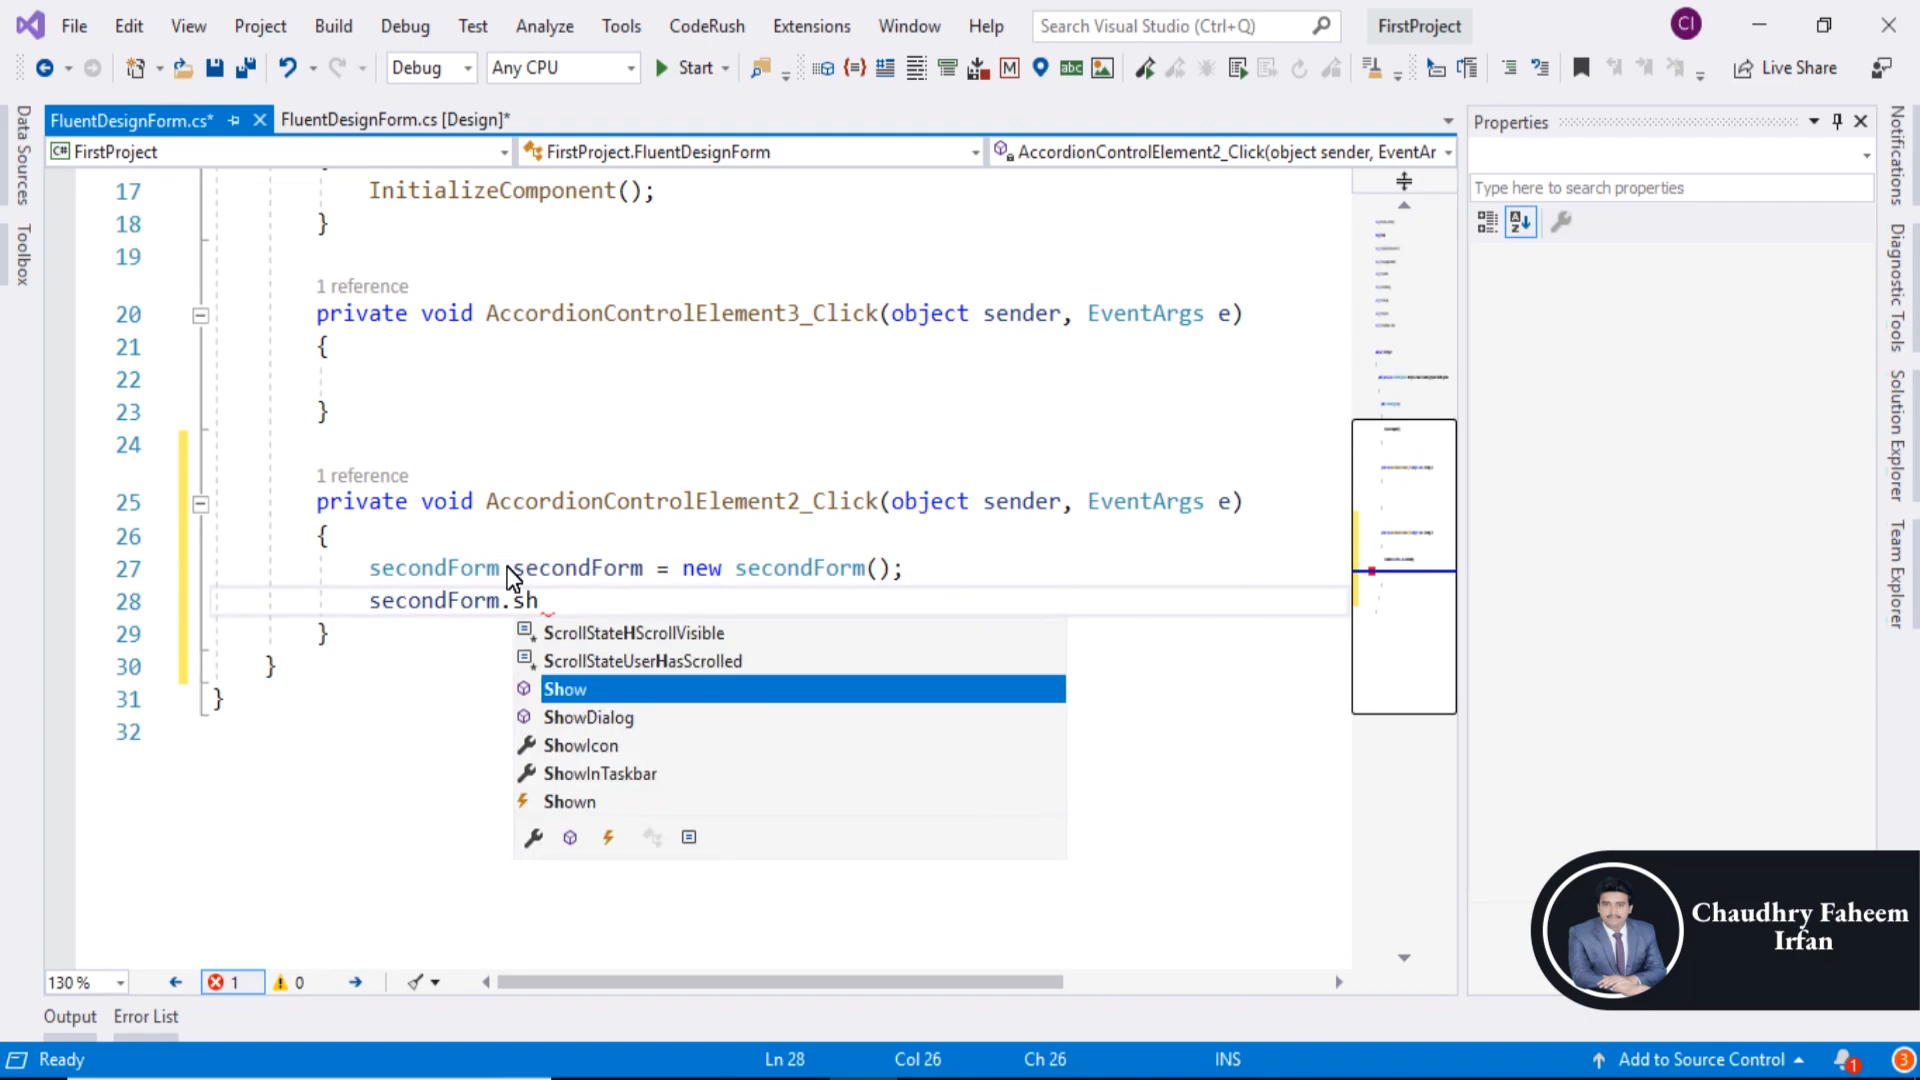 File Edit View Project Build Debug Test Analyze Tools CodeRush Extensions Window Help Search Visual Studio (Ctrl+Q) FirstProject CI
Debug Any CPU Start Live Share
Data Sources
Toolbox
FluentDesignForm.cs* FluentDesignForm.cs [Design]*
FirstProject FirstProject.FluentDesignForm AccordionControlElement2_Click(object sender, EventAr
17 InitializeComponent();
18 }
19
1 reference
20 private void AccordionControlElement3_Click(object sender, EventArgs e)
21 {
22
23 }
24
1 reference
25 private void AccordionControlElement2_Click(object sender, EventArgs e)
26 {
27 secondForm secondForm = new secondForm();
28 secondForm.sh
29 }
30 }
31 }
32
ScrollStateHScrollVisible
ScrollStateUserHasScrolled
Show
ShowDialog
ShowIcon
ShowInTaskbar
Shown
Properties
Type here to search properties
Notifications
Diagnostic Tools
Solution Explorer
Team Explorer
Chaudhry Faheem
Irfan
130 % 1 0
Output Error List
Ready Ln 28 Col 26 Ch 26 INS Add to Source Control 1 3